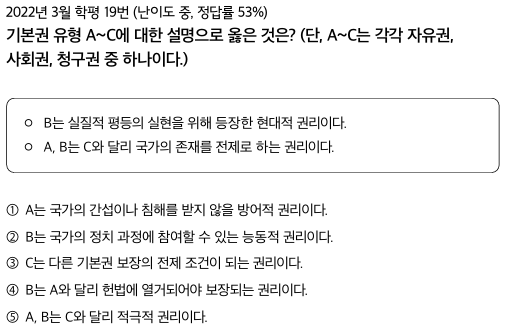 2022년 3월 학평 19번 (난이도 중, 정답률 53%)
기본권 유형 A~C에 대한 설명으로 옳은 것은? (단, A~C는 각각 자유권,
사회권, 청구권 중 하나이다.)
○ B는 실질적 평등의 실현을 위해 등장한 현대적 권리이다.
○ A, B는 C와 달리 국가의 존재를 전제로 하는 권리이다.
① A는 국가의 간섭이나 침해를 받지 않을 방어적 권리이다.
② B는 국가의 정치 과정에 참여할 수 있는 능동적 권리이다.
③ C는 다른 기본권 보장의 전제 조건이 되는 권리이다.
④ B는 A와 달리 헌법에 열거되어야 보장되는 권리이다.
⑤ A, B는 C와 달리 적극적 권리이다.